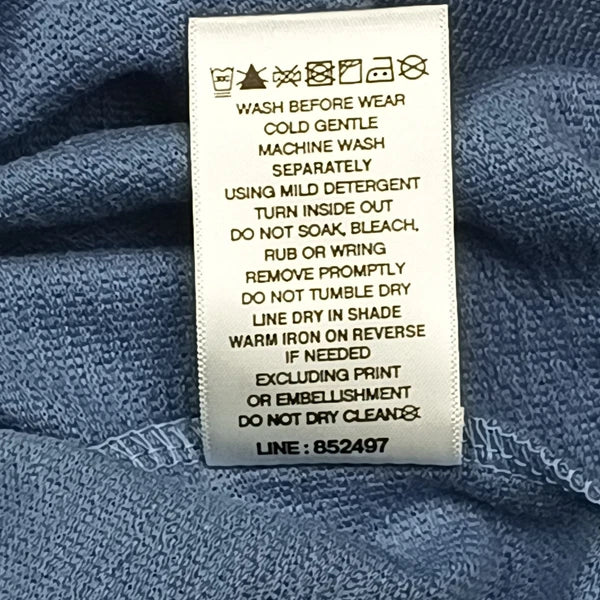 WASH BEFORE WEAR
COLD GENTLE
MACHINE WASH
SEPARATELY
USING MILD DETERGENT
TURN INSIDE OUT
DO NOT SOAK, BLEACH,
RUB OR WRING
REMOVE PROMPTLY
DO NOT TUMBLE DRY
LINE DRY IN SHADE
WARM IRON ON REVERSE
IF NEEDED
EXCLUDING PRINT
OR EMBELLISHMENT
DO NOT DRY CLEAN
LINE : 852497